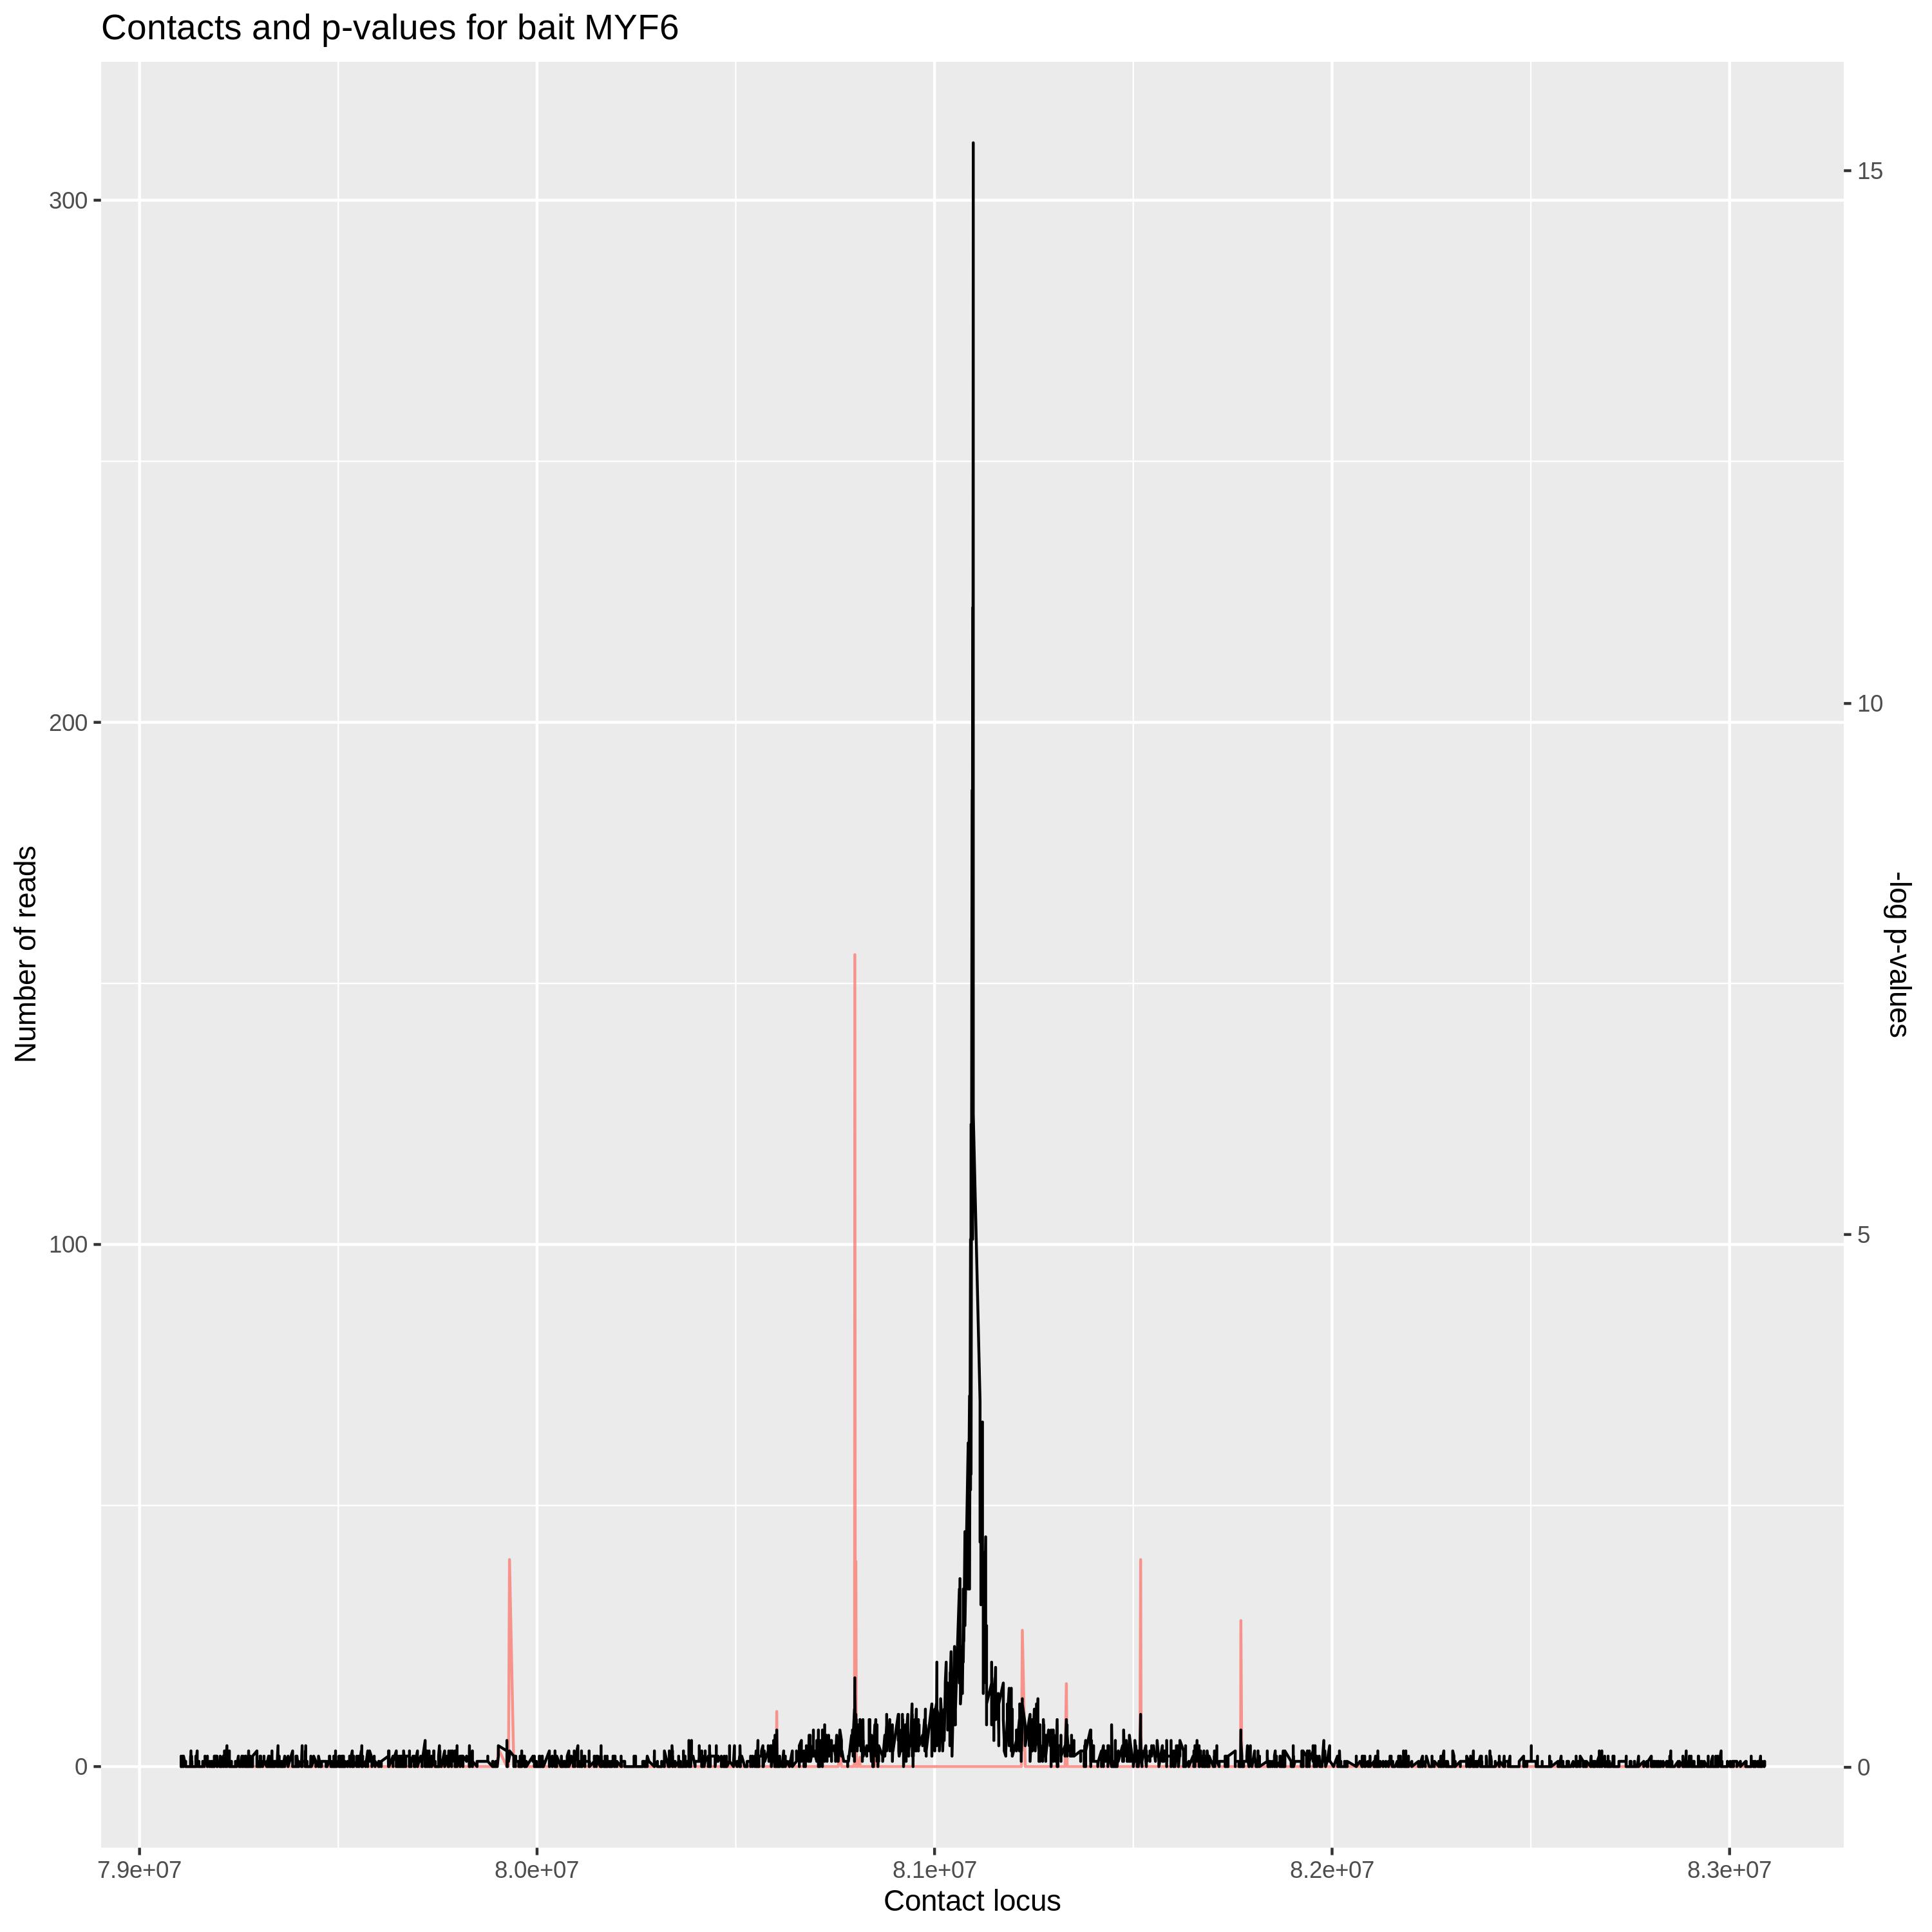 Contacts and p-values for bait MYF6
Number of reads
300
200
100
0
15
10
5
0
-log p-values
7.9e+07
8.0e+07
8.1e+07
8.2e+07
8.3e+07
Contact locus